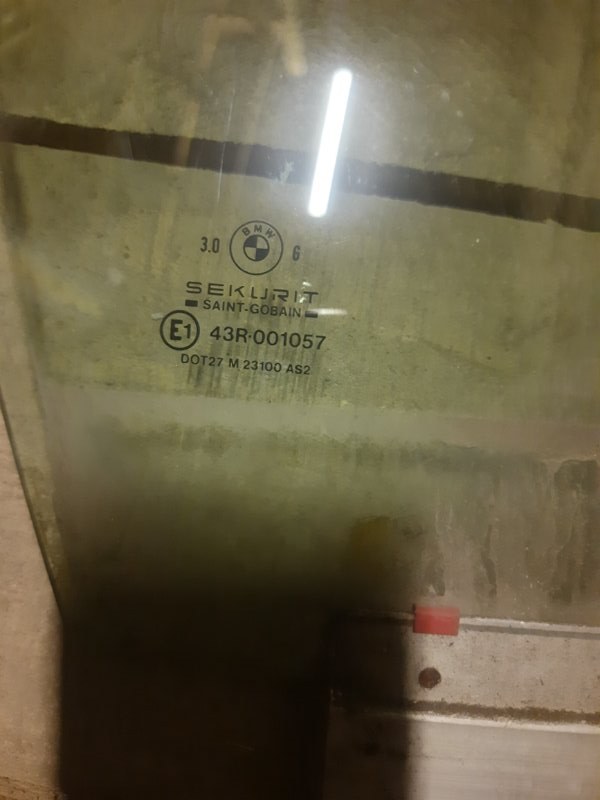 BMW
3.0 6
SEKURIT
SAINT-GOBAIN
E1 43R-001057
DOT27 M 23100 AS2